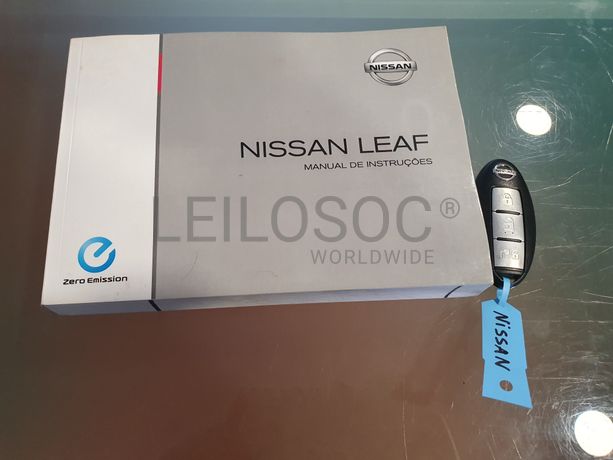 NISSAN
NISSAN LEAF
MANUAL DE INSTRUÇÕES
LEILOSOC®
WORLDWIDE
Zero Emission
NiSSAN